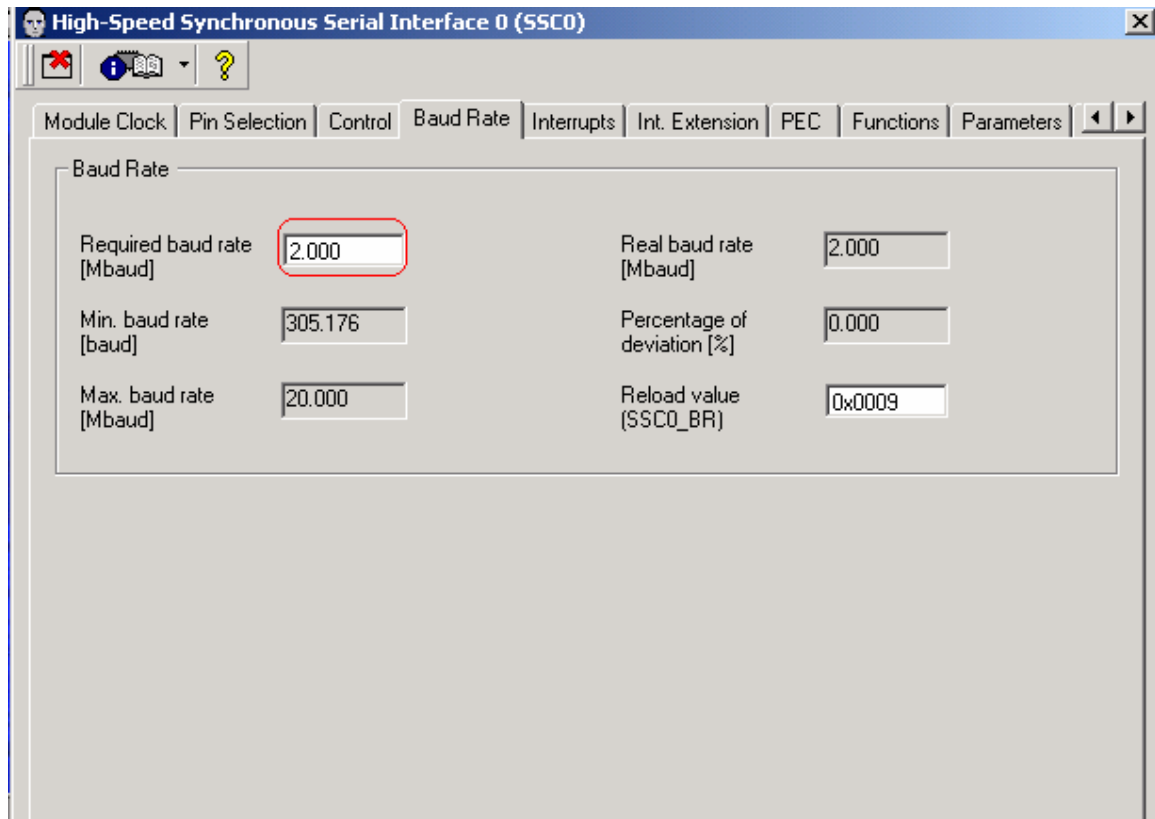 High-Speed Synchronous Serial Interface 0 (SSC0)
Module Clock Pin Selection Control Baud Rate Interrupts Int. Extension PEC Functions Parameters
Baud Rate
Required baud rate
[Mbaud]
2.000
Real baud rate
[Mbaud]
2.000
Min. baud rate
[baud]
305.176
Percentage of
deviation [%]
0.000
Max. baud rate
[Mbaud]
20.000
Reload value
(SSC0_BR)
0x0009